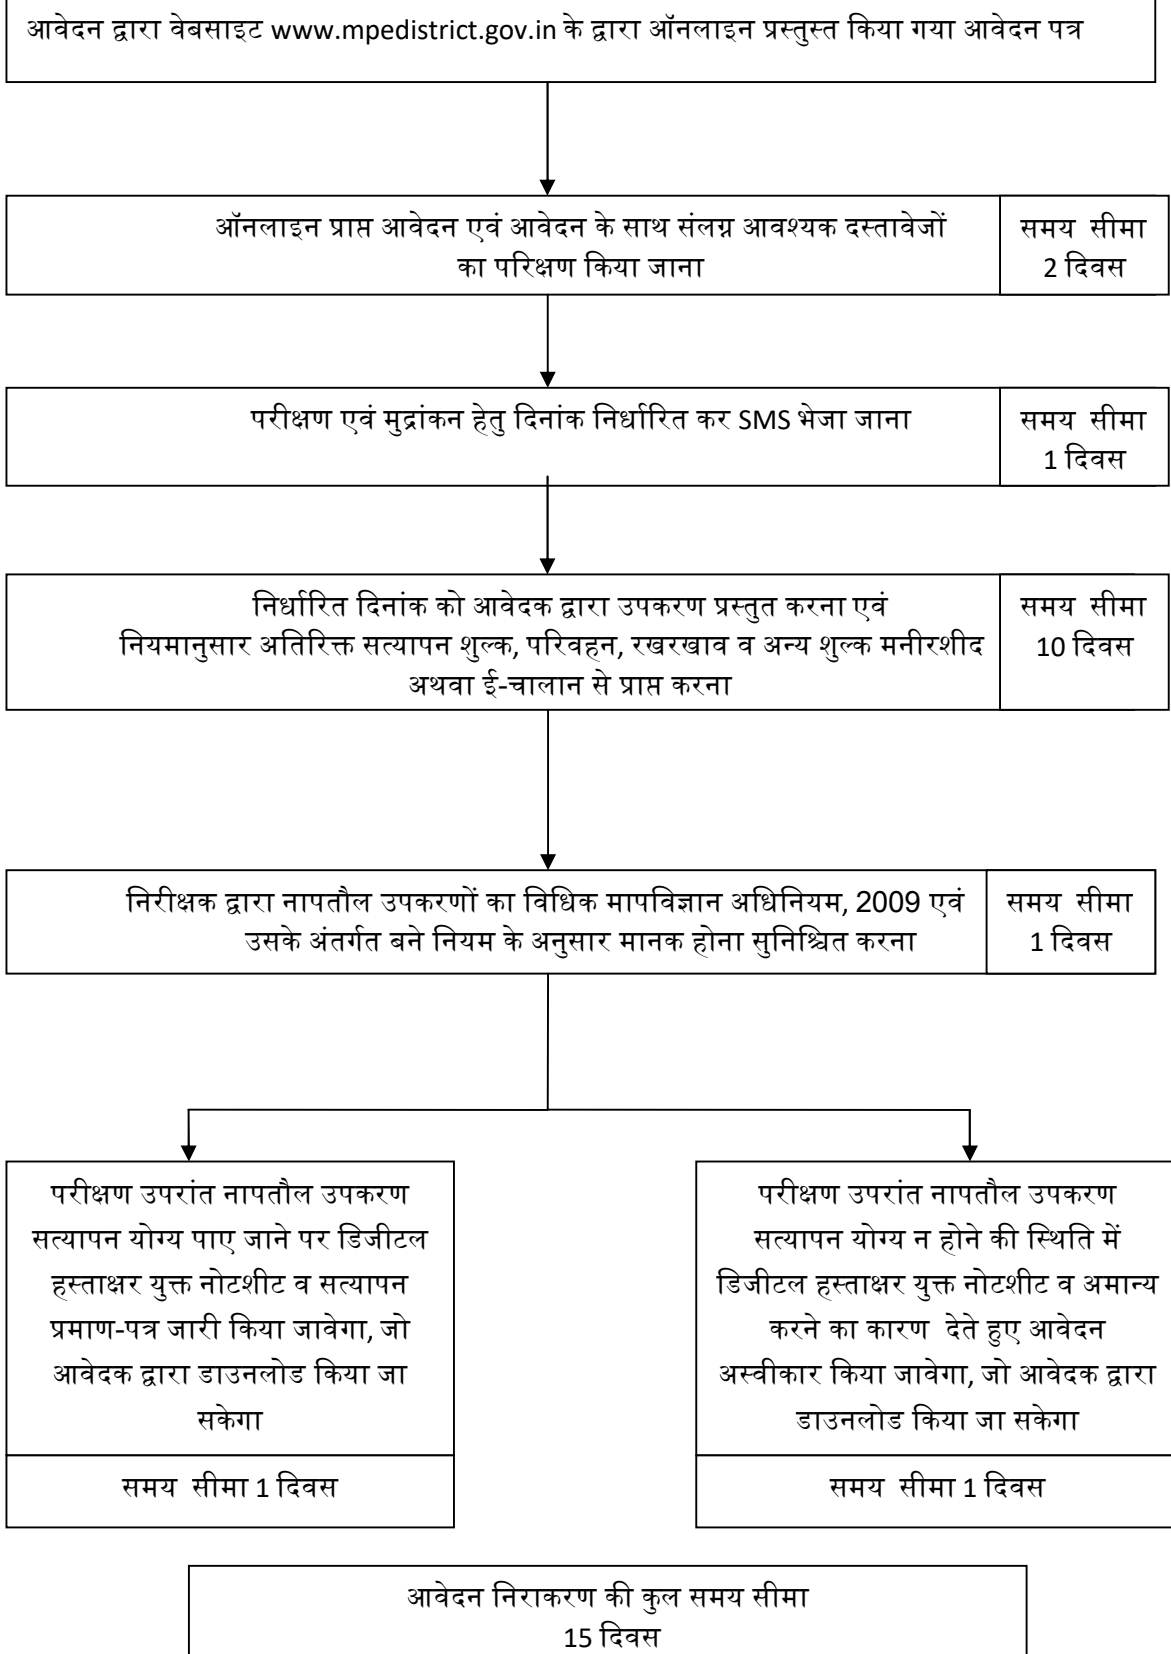 आवेदन द्वारा वेबसाइट www.mpedistrict.gov.in के द्वारा ऑनलाइन प्रस्तुस्त किया गया आवेदन पत्र
ऑनलाइन प्राप्त आवेदन एवं आवेदन के साथ संलग्न आवश्यक दस्तावेजों
का परिक्षण किया जाना
समय सीमा
2 दिवस
परीक्षण एवं मुद्रांकन हेतु दिनांक निर्धारित कर SMS भेजा जाना
समय सीमा
1 दिवस
निर्धारित दिनांक को आवेदक द्वारा उपकरण प्रस्तुत करना एवं
नियमानुसार अतिरिक्त सत्यापन शुल्क, परिवहन, रखरखाव व अन्य शुल्क मनीरशीद
अथवा ई-चालान से प्राप्त करना
समय सीमा
10 दिवस
निरीक्षक द्वारा नापतौल उपकरणों का विधिक मापविज्ञान अधिनियम, 2009 एवं
उसके अंतर्गत बने नियम के अनुसार मानक होना सुनिश्चित करना
समय सीमा
1 दिवस
परीक्षण उपरांत नापतौल उपकरण
सत्यापन योग्य पाए जाने पर डिजीटल
हस्ताक्षर युक्त नोटशीट व सत्यापन
प्रमाण-पत्र जारी किया जावेगा, जो
आवेदक द्वारा डाउनलोड किया जा
सकेगा
समय सीमा 1 दिवस
परीक्षण उपरांत नापतौल उपकरण
सत्यापन योग्य न होने की स्थिति में
डिजीटल हस्ताक्षर युक्त नोटशीट व अमान्य
करने का कारण देते हुए आवेदन
अस्वीकार किया जावेगा, जो आवेदक द्वारा
डाउनलोड किया जा सकेगा
समय सीमा 1 दिवस
आवेदन निराकरण की कुल समय सीमा
15 दिवस